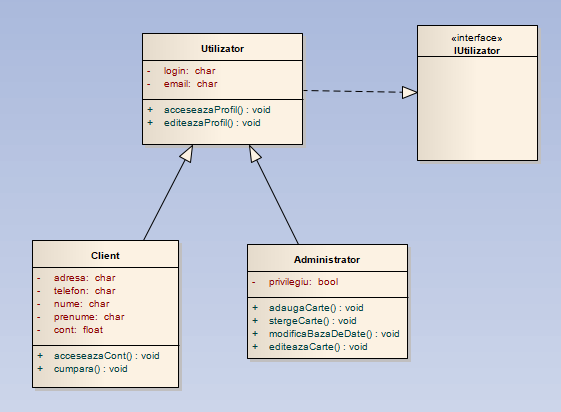 Utilizator
- login: char
- email: char
+ acceseazaProfil() : void
+ editeazaProfil() : void
«interface»
IUtilizator
Client
- adresa: char
- telefon: char
- nume: char
- prenume: char
- cont: float
+ acceseazaCont() : void
+ cumpara() : void
Administrator
- privilegiu: bool
+ adaugaCarte() : void
+ stergeCarte() : void
+ modificaBazaDeDate() : void
+ editeazaCarte() : void